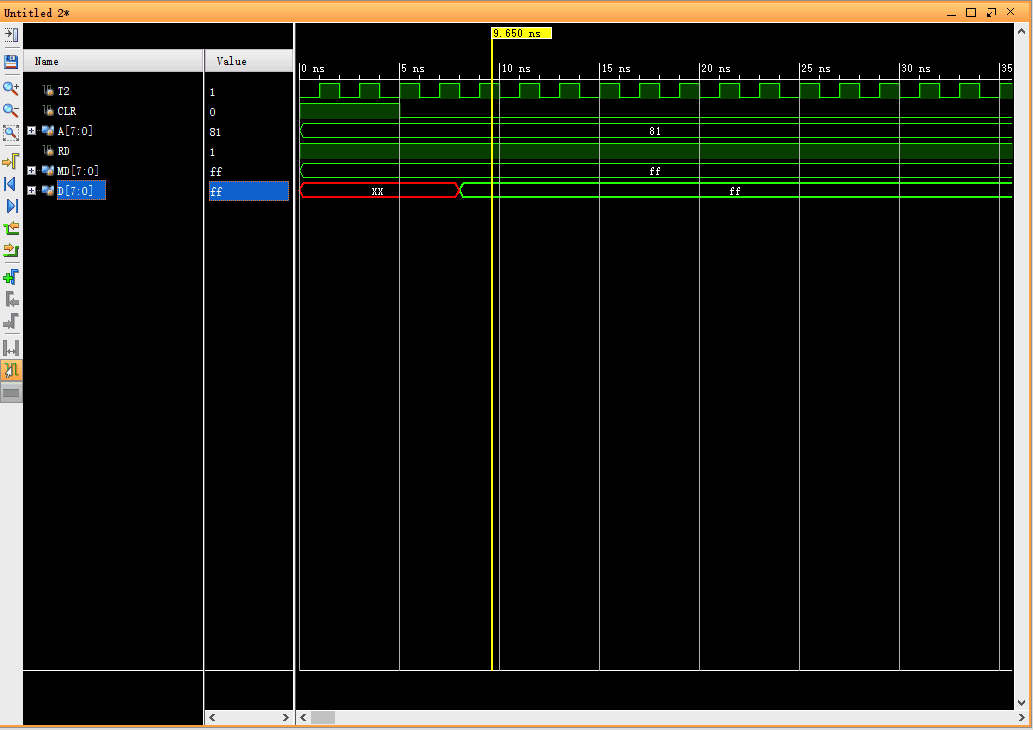 Untitled 2*
9.650 ns
Name Value
0 ns 5 ns 10 ns 15 ns 20 ns 25 ns 30 ns 35
T2 1
CLR 0
A[7:0] 81 81
RD 1
MD[7:0] ff ff
D[7:0] ff XX ff